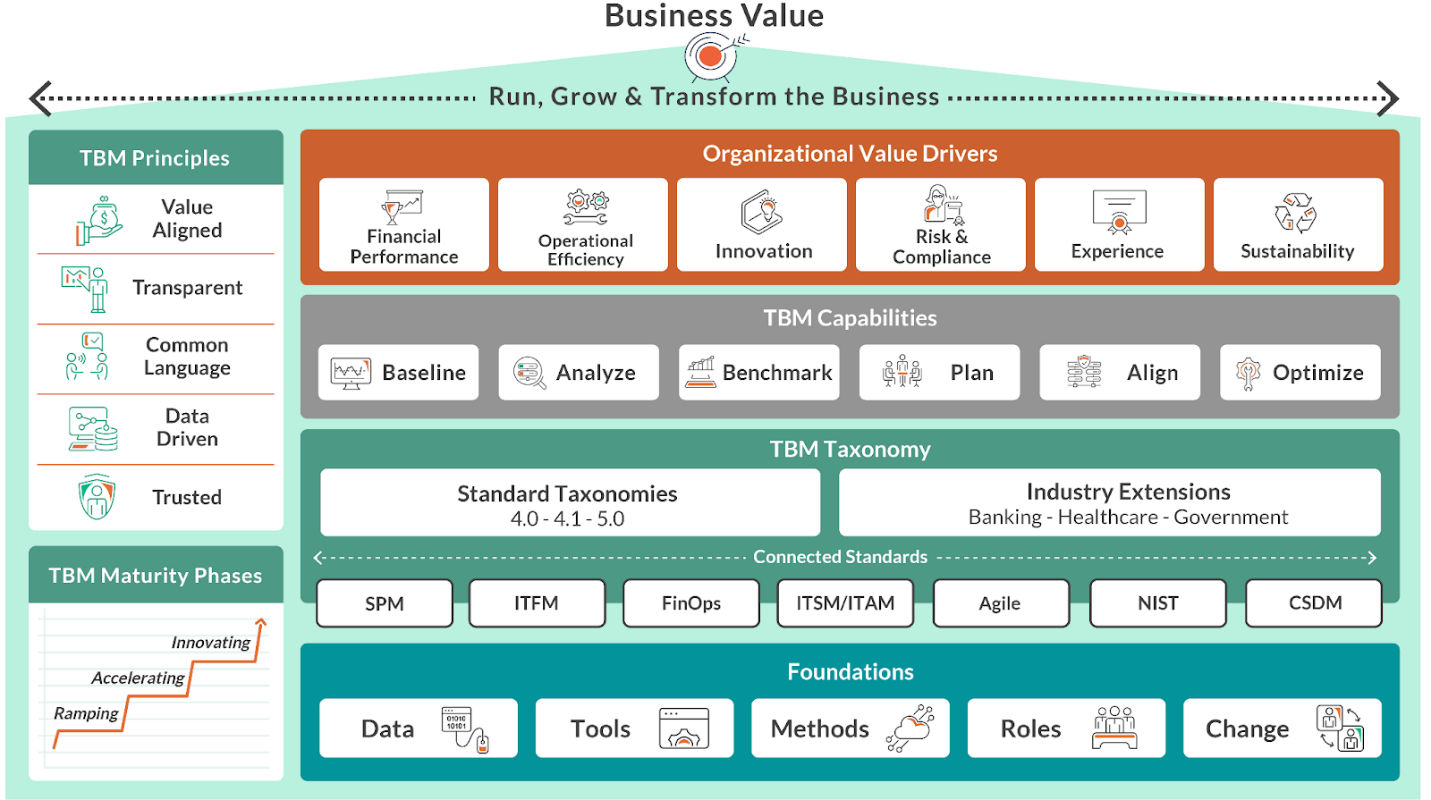 Business Value
Run, Grow & Transform the Business
TBM Principles
Value
Aligned
Transparent
Common
Language
Data
Driven
Trusted
TBM Maturity Phases
Innovating
Accelerating
Ramping
Organizational Value Drivers
Financial
Performance
Operational
Efficiency
Innovation
Risk &
Compliance
Experience
Sustainability
TBM Capabilities
Baseline
Analyze
Benchmark
Plan
Align
Optimize
TBM Taxonomy
Standard Taxonomies
4.0 - 4.1 - 5.0
Industry Extensions
Banking - Healthcare - Government
Connected Standards
SPM
ITFM
FinOps
ITSM/ITAM
Agile
NIST
CSDM
Foundations
Data
01010
10101
Tools
Methods
Roles
Change